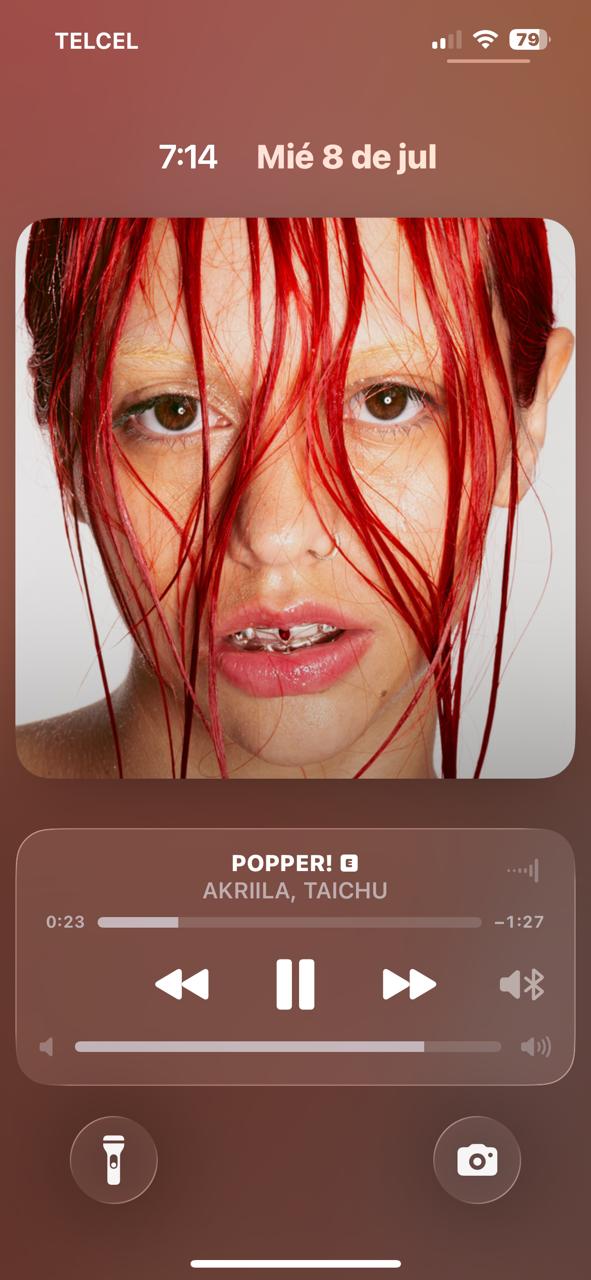 TELCEL
79
7:14 Mié 8 de jul
POPPER! E
AKRIILA, TAICHU
0:23 −1:27